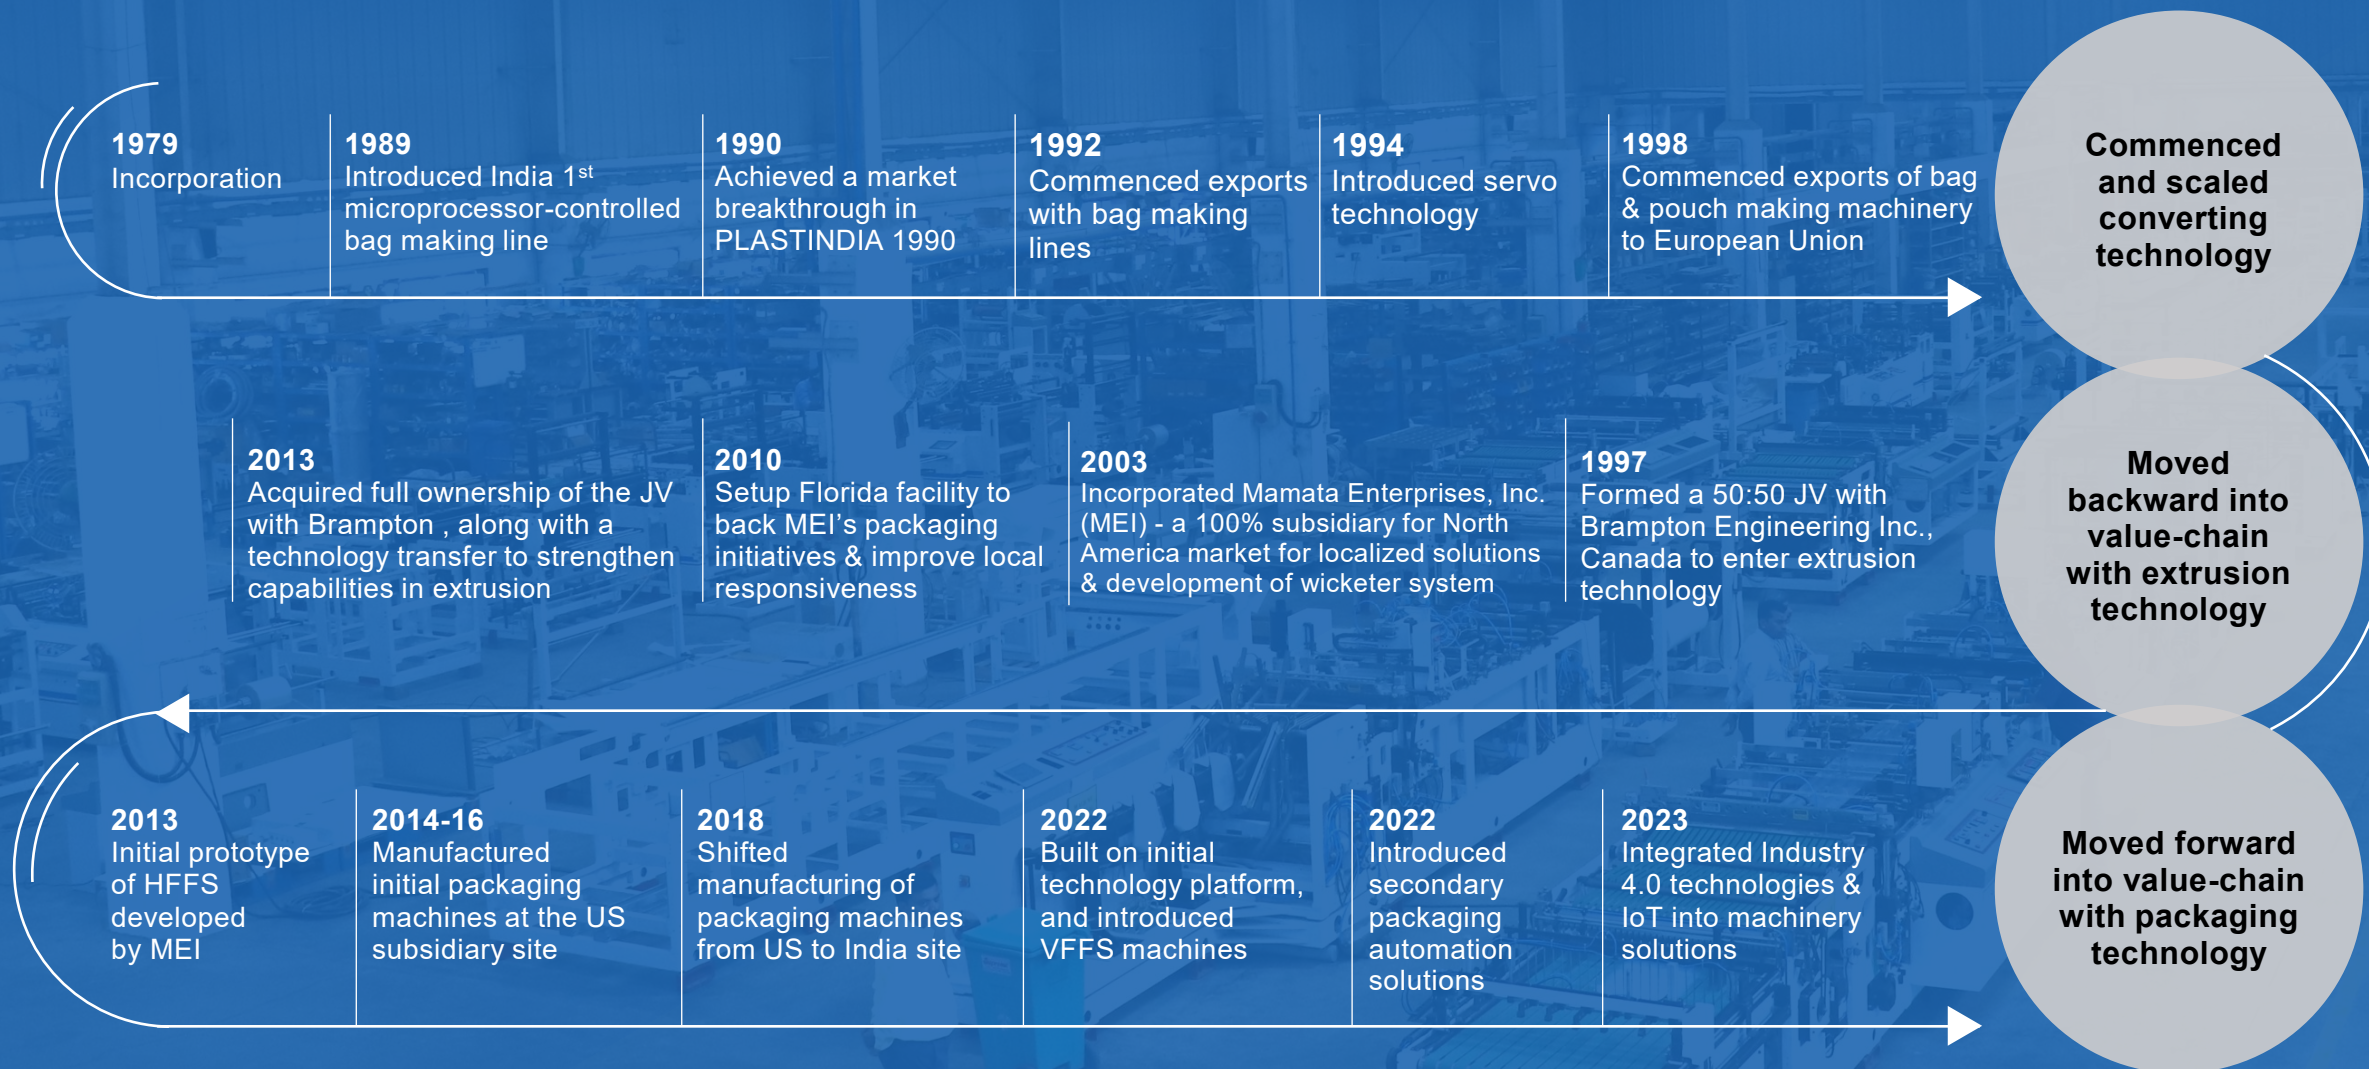 1979
Incorporation
1989
Introduced India 1st
microprocessor-controlled
bag making line
1990
Achieved a market
breakthrough in
PLASTINDIA 1990
1992
Commenced exports
with bag making
lines
1994
Introduced servo
technology
1998
Commenced exports of bag
& pouch making machinery
to European Union
Commenced
and scaled
converting
technology
2013
Acquired full ownership of the JV
with Brampton , along with a
technology transfer to strengthen
capabilities in extrusion
2010
Setup Florida facility to
back MEI’s packaging
initiatives & improve local
responsiveness
2003
Incorporated Mamata Enterprises, Inc.
(MEI) - a 100% subsidiary for North
America market for localized solutions
& development of wicketer system
1997
Formed a 50:50 JV with
Brampton Engineering Inc.,
Canada to enter extrusion
technology
Moved
backward into
value-chain
with extrusion
technology
2013
Initial prototype
of HFFS
developed
by MEI
2014-16
Manufactured
initial packaging
machines at the US
subsidiary site
2018
Shifted
manufacturing of
packaging machines
from US to India site
2022
Built on initial
technology platform,
and introduced
VFFS machines
2022
Introduced
secondary
packaging
automation
solutions
2023
Integrated Industry
4.0 technologies &
IoT into machinery
solutions
Moved forward
into value-chain
with packaging
technology